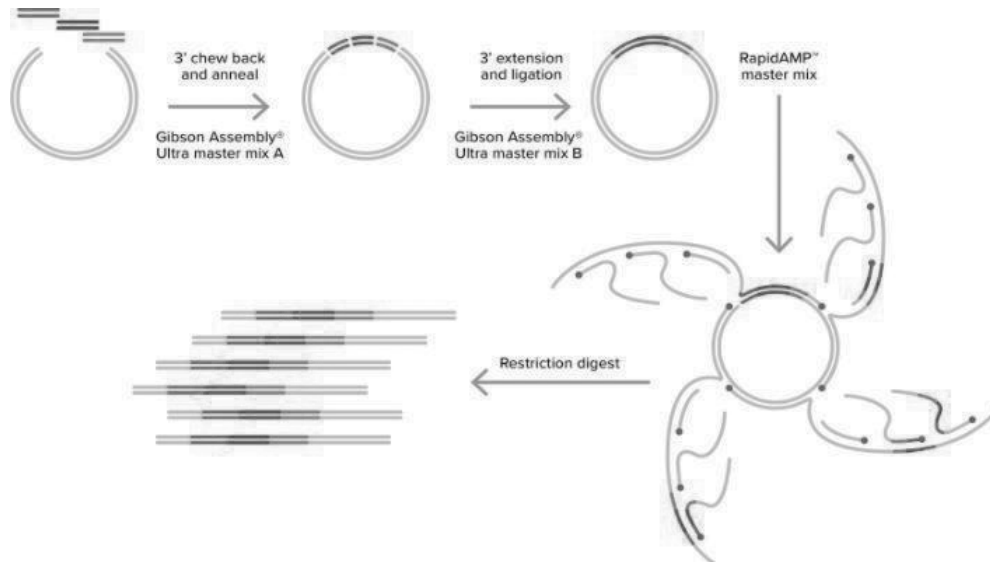 3’ chew back
and anneal
Gibson Assembly®
Ultra master mix A
3’ extension
and ligation
Gibson Assembly®
Ultra master mix B
RapidAMP™
master mix
Restriction digest